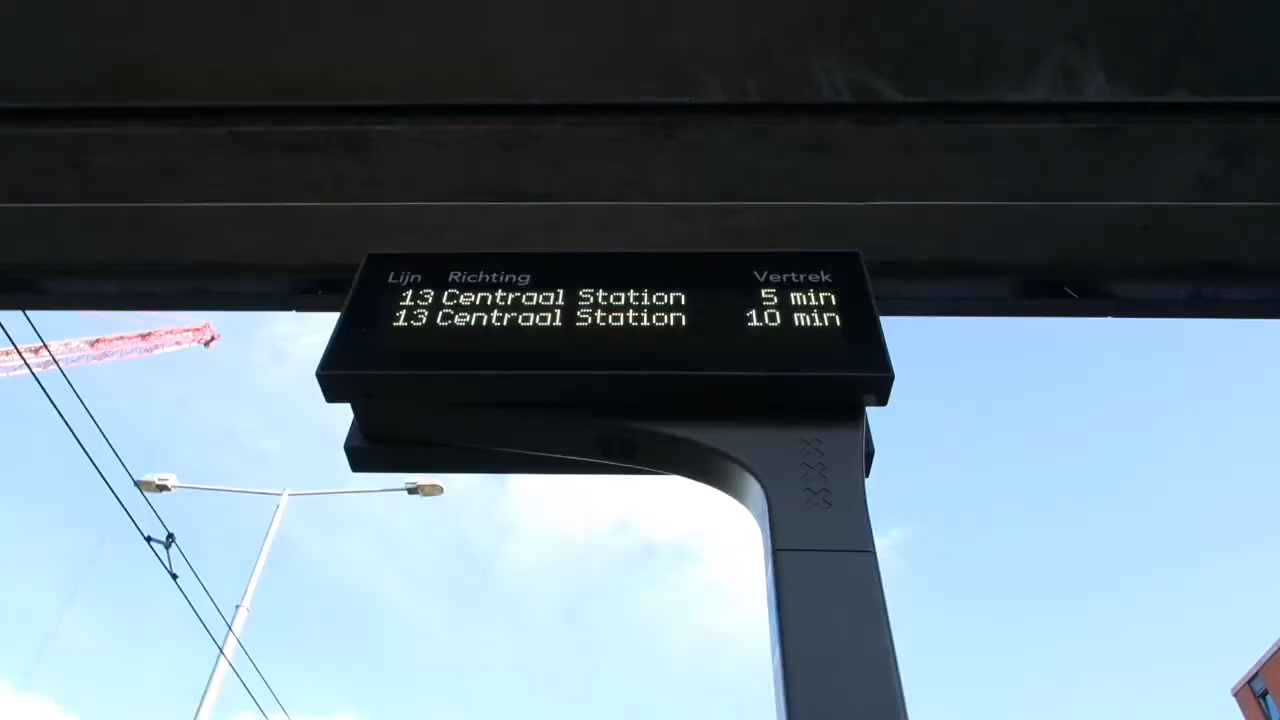 Lijn Richting Vertrek
13 Centraal Station 5 min
13 Centraal Station 10 min